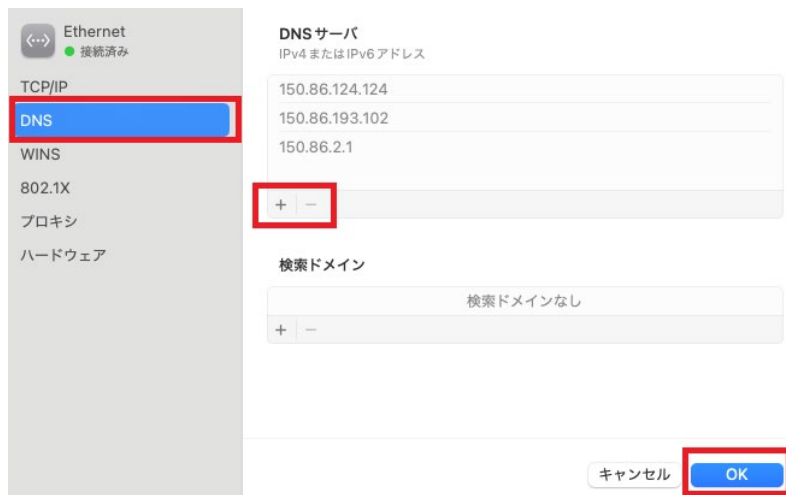 Ethernet
接続済み
TCP/IP
DNS
WINS
802.1X
プロキシ
ハードウェア
DNSサーバ
IPv4またはIPv6アドレス
150.86.124.124
150.86.193.102
150.86.2.1
+ −
検索ドメイン
検索ドメインなし
+ −
キャンセル OK